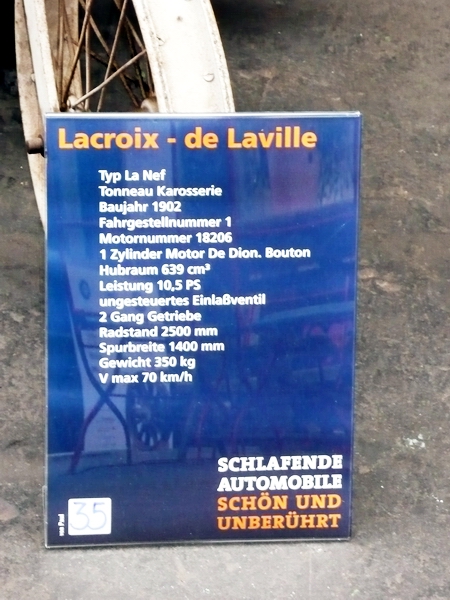 Lacroix - de Laville
Typ La Nef
Tonneau Karosserie
Baujahr 1902
Fahrgestellnummer 1
Motornummer 18206
1 Zylinder Motor De Dion. Bouton
Hubraum 639 cm³
Leistung 10,5 PS
ungesteuertes Einlaßventil
2 Gang Getriebe
Radstand 2500 mm
Spurbreite 1400 mm
Gewicht 350 kg
V max 70 km/h
SCHLAFENDE
AUTOMOBILE
SCHÖN UND
UNBERÜHRT
35
von Paul